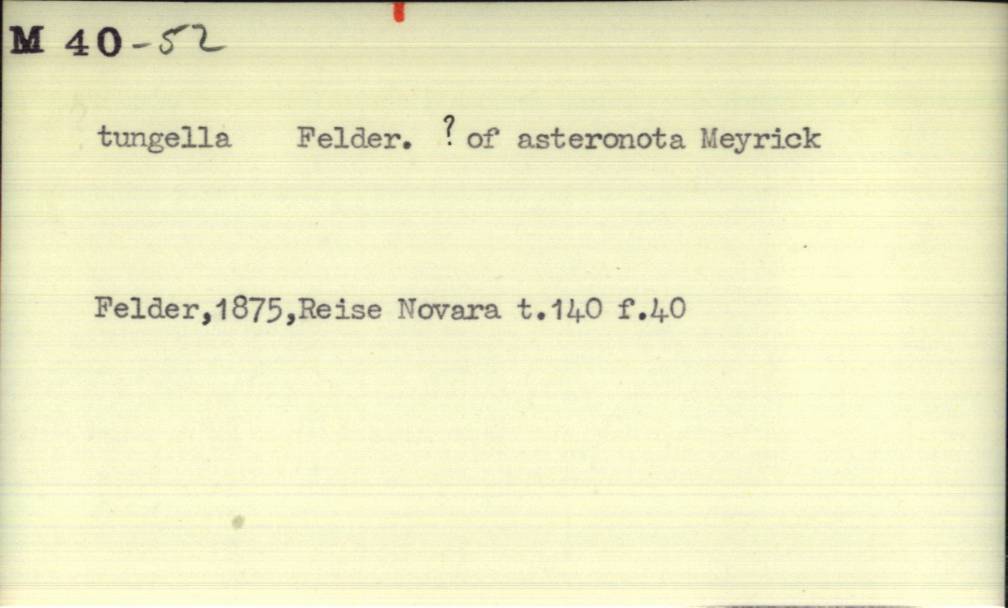 M 40-52
tungella Felder. ? of asteronota Meyrick
Felder,1875,Reise Novara t.140 f.40